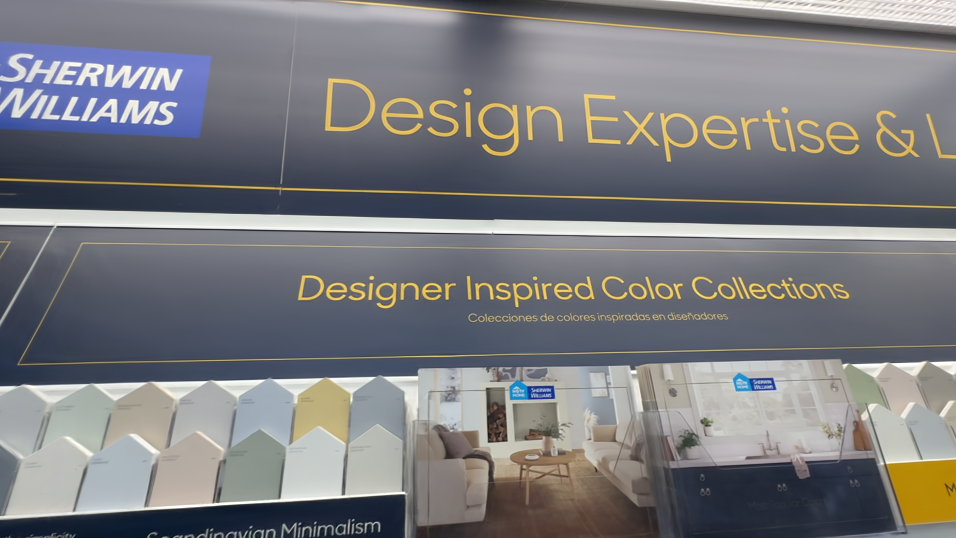 SHERWIN
WILLIAMS
Design Expertise &
Designer Inspired Color Collections
Colecciones de colores inspiradas en diseñadores
SHERWIN
WILLIAMS
SHERWIN
WILLIAMS
simplicity
Scandinavian Minimalism